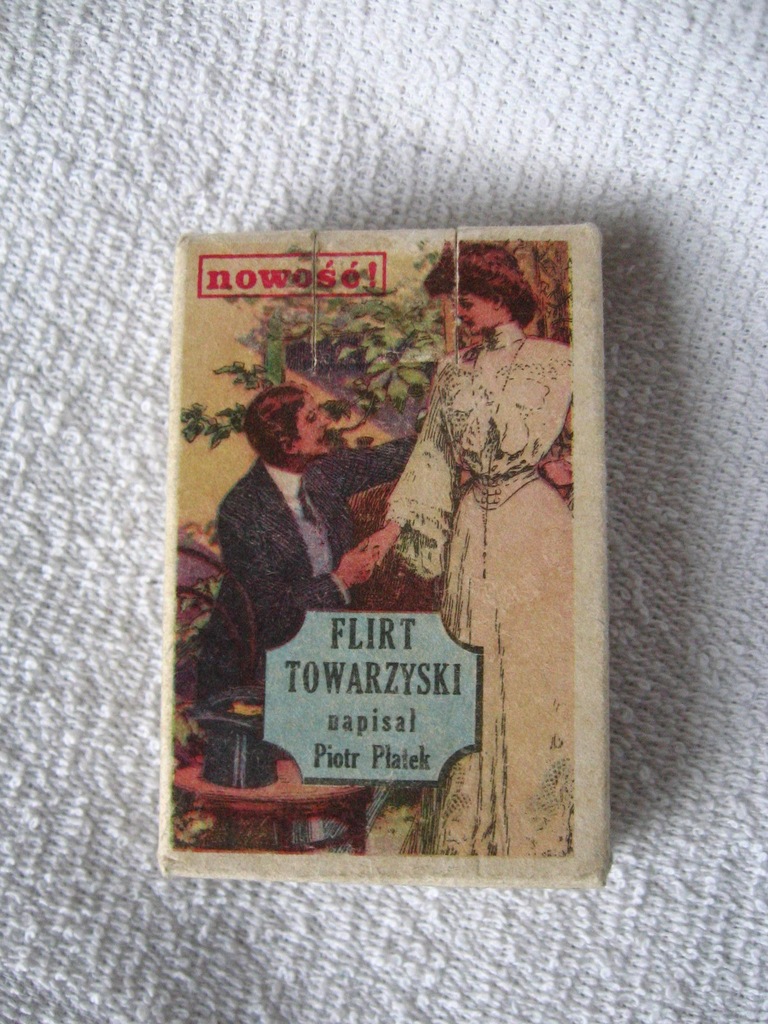 nowość!
FLIRT
TOWARZYSKI
napisał
Piotr Płatek